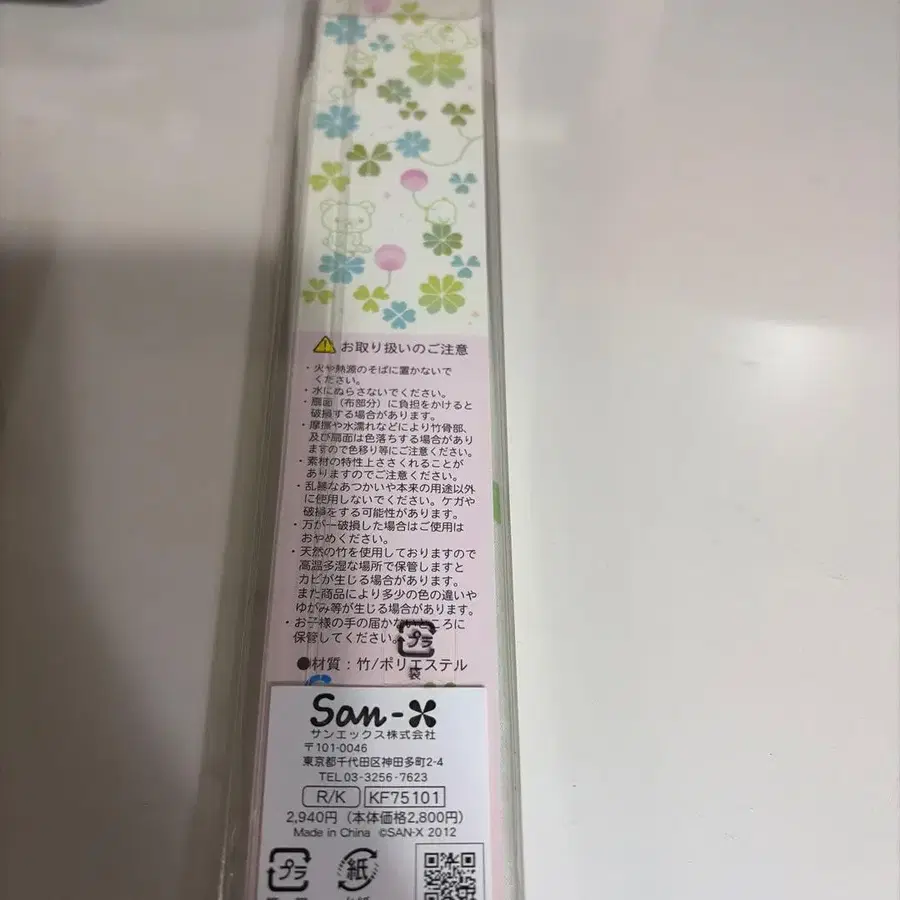 お取り扱いのご注意
・火や熱源のそばに置かないで
ください。
・水にぬらさないでください。
・扇面（布部分）に負担をかけると
破損する場合があります。
・摩擦や水濡れなどにより竹骨部、
及び扇面は色落ちする場合があり
ますので色移り等にご注意ください。
・素材の特性上ささくれることが
ありますのでご注意ください。
・乱暴なあつかいや本来の用途以外
に使用しないでください。ケガや
破損をする可能性があります。
・万が一破損した場合はご使用は
おやめください。
・天然の竹を使用しておりますので
高温多湿な場所で保管しますと
カビが生じる場合があります。
また商品により多少の色の違いや
ゆがみ等が生じる場合があります。
・お子様の手の届かないところに
保管してください。
プラ
袋
●材質：竹/ポリエステル
San-X
サンエックス株式会社
〒101-0046
東京都千代田区神田多町2-4
TEL 03-3256-7623
R/K KF75101
2,940円（本体価格2,800円）
Made in China ©SAN-X 2012
プラ 紙